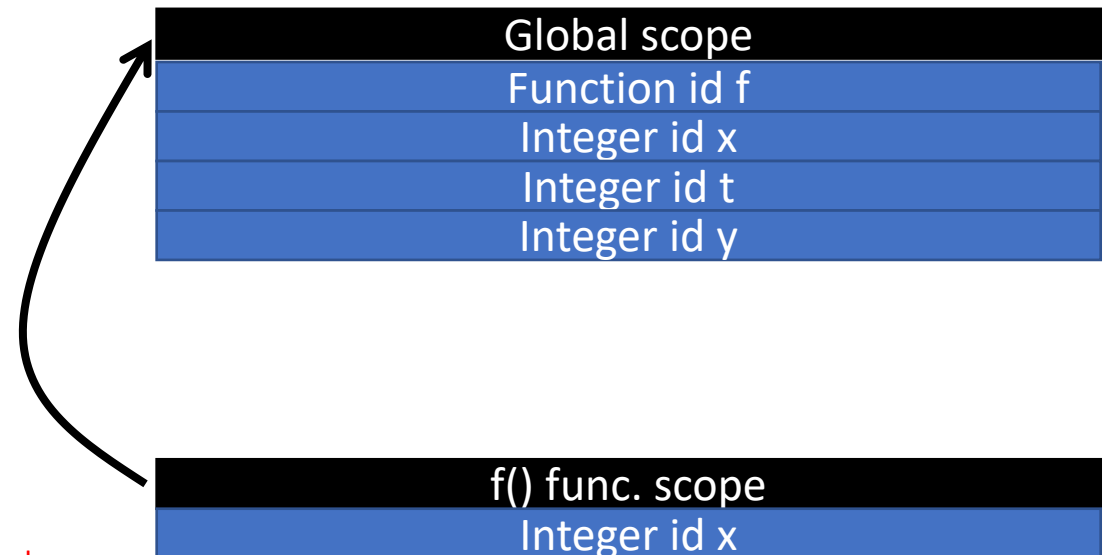 Global scope
Function id f
Integer id x
Integer id t
Integer id y
f() func. scope
Integer id x